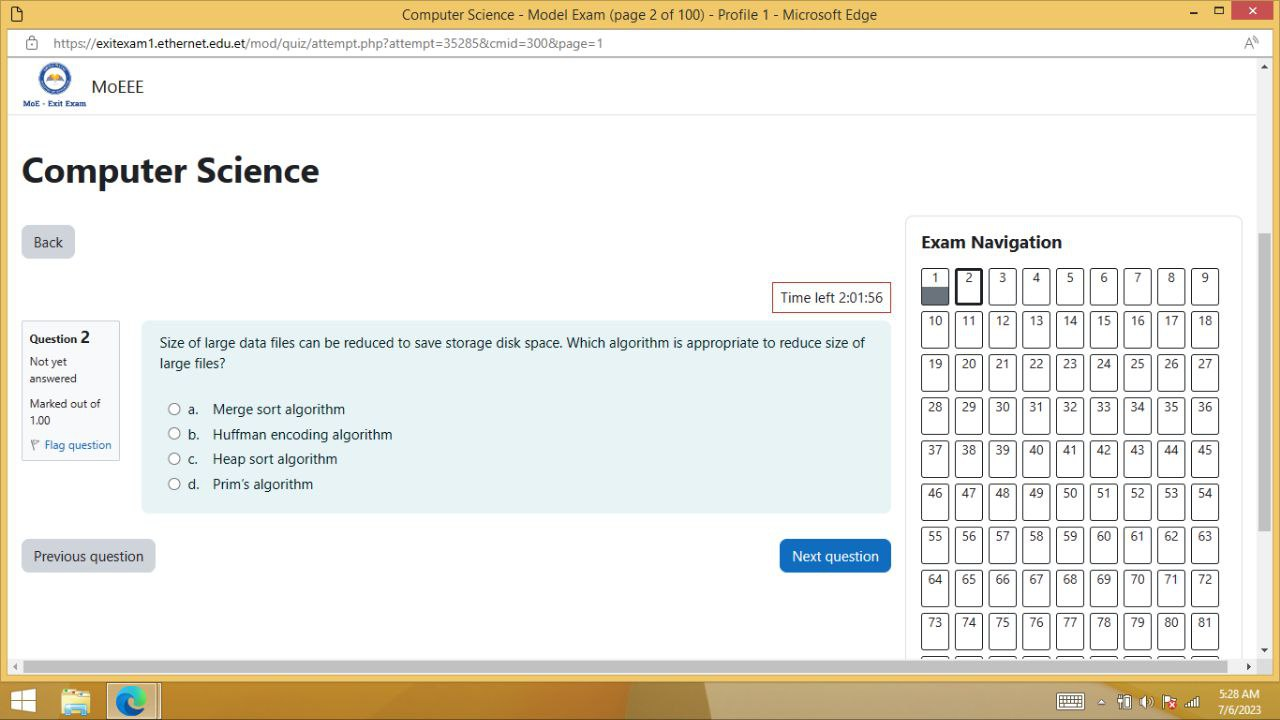 Computer Science - Model Exam (page 2 of 100) - Profile 1 - Microsoft Edge
https://exitexam1.ethernet.edu.et/mod/quiz/attempt.php?attempt=35285&cmid=300&page=1
MoEEE
MoE - Exit Exam
Computer Science
Back
Time left 2:01:56
Question 2
Not yet
answered
Marked out of
1.00
Flag question
Size of large data files can be reduced to save storage disk space. Which algorithm is appropriate to reduce size of
large files?
a. Merge sort algorithm
b. Huffman encoding algorithm
c. Heap sort algorithm
d. Prim's algorithm
Previous question
Next question
Exam Navigation
1 2 3 4 5 6 7 8 9
10 11 12 13 14 15 16 17 18
19 20 21 22 23 24 25 26 27
28 29 30 31 32 33 34 35 36
37 38 39 40 41 42 43 44 45
46 47 48 49 50 51 52 53 54
55 56 57 58 59 60 61 62 63
64 65 66 67 68 69 70 71 72
73 74 75 76 77 78 79 80 81
5:28 AM
7/6/2023